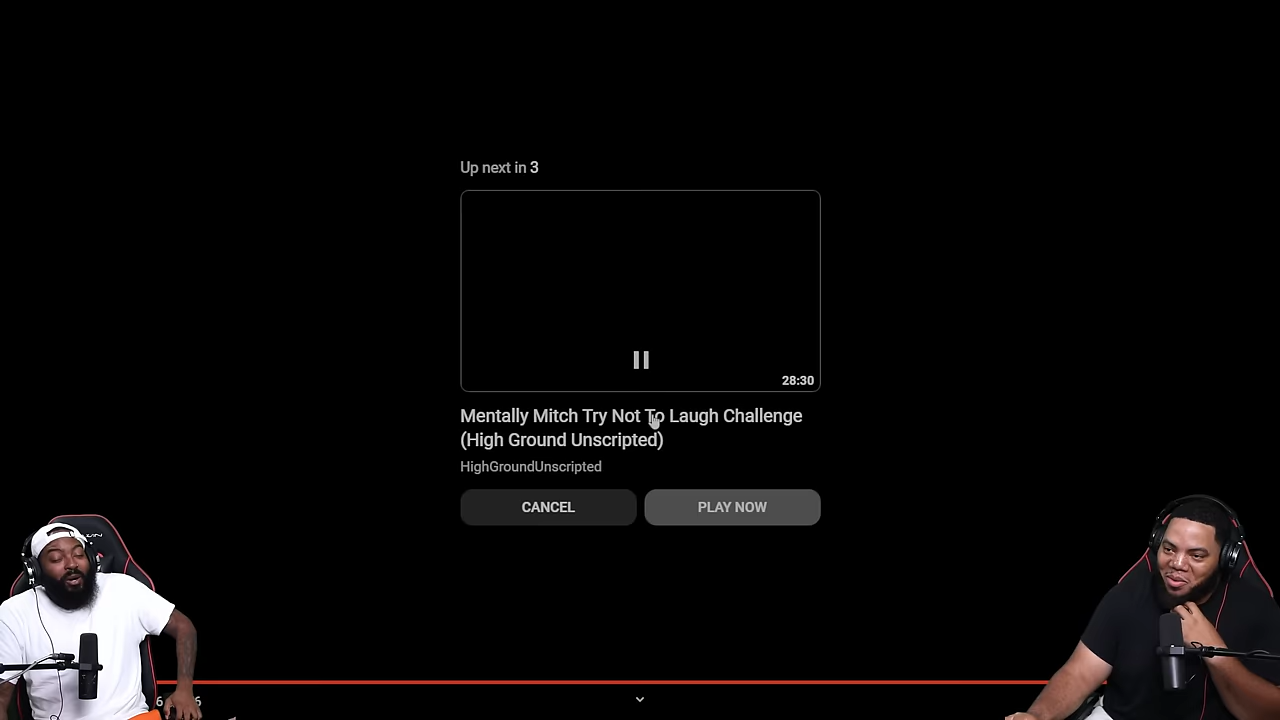 Up next in 3
28:30
Mentally Mitch Try Not To Laugh Challenge
(High Ground Unscripted)
HighGroundUnscripted
CANCEL
PLAY NOW